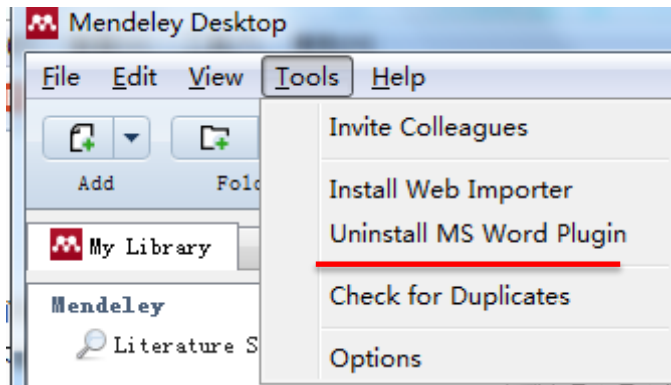 Mendeley Desktop
File Edit View Tools Help
Invite Colleagues
Add
Install Web Importer
My Library
Uninstall MS Word Plugin
Mendeley
Check for Duplicates
Literature S
Options